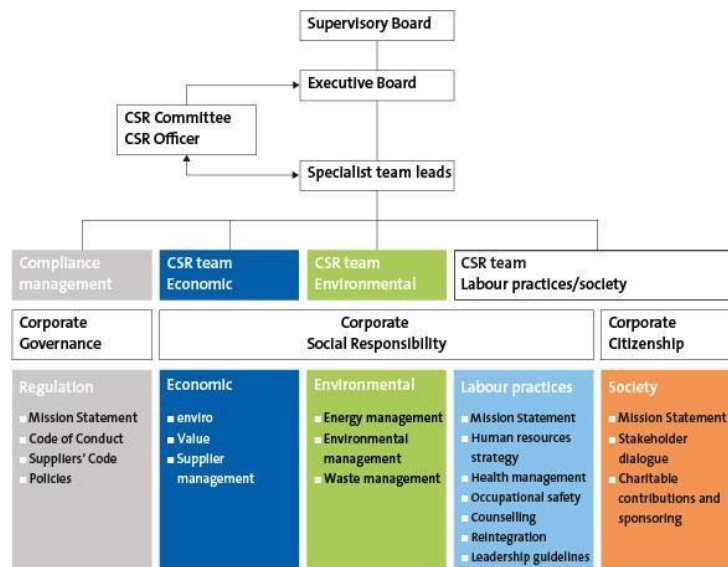 Supervisory Board
Executive Board
CSR Committee
CSR Officer
Specialist team leads
Compliance
management
CSR team
Economic
CSR team
Environmental
CSR team
Labour practices/society
Corporate
Governance
Corporate
Social Responsibility
Corporate
Citizenship
Regulation
Mission Statement
Code of Conduct
Suppliers' Code
Policies
Economic
enviro
Value
Supplier
management
Environmental
Energy management
Environmental
management
Waste management
Labour practices
Mission Statement
Human resources
strategy
Health management
Occupational safety
Counselling
Reintegration
Leadership guidelines
Society
Mission Statement
Stakeholder
dialogue
Charitable
contributions and
sponsoring